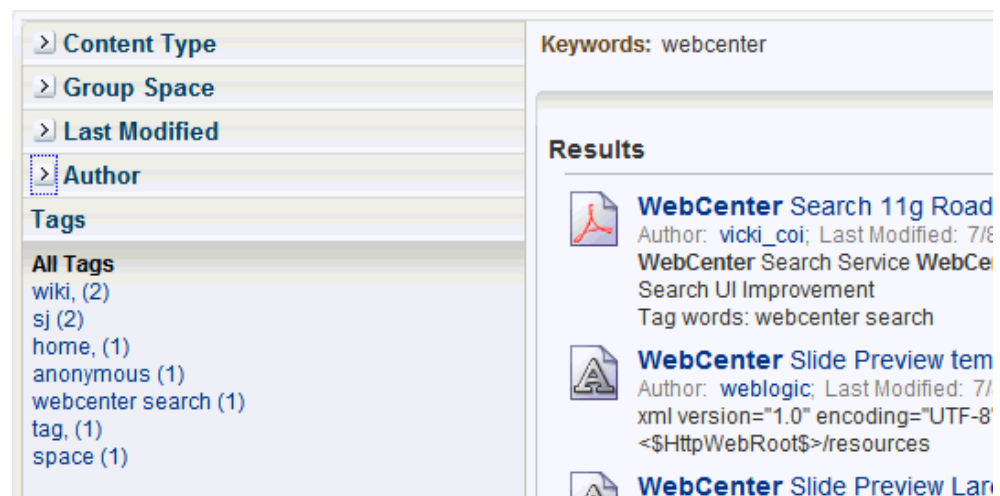 Content Type
Group Space
Last Modified
Author
Tags
All Tags
wiki, (2)
sj (2)
home, (1)
anonymous (1)
webcenter search (1)
tag, (1)
space (1)
Keywords: webcenter
Results
WebCenter Search 11g Road
Author: vicki_coi; Last Modified: 7/8
WebCenter Search Service WebCe
Search UI Improvement
Tag words: webcenter search
WebCenter Slide Preview tem
Author: weblogic; Last Modified: 7/
xml version="1.0" encoding="UTF-8"
<$HttpWebRoot$>/resources
WebCenter Slide Preview Lar